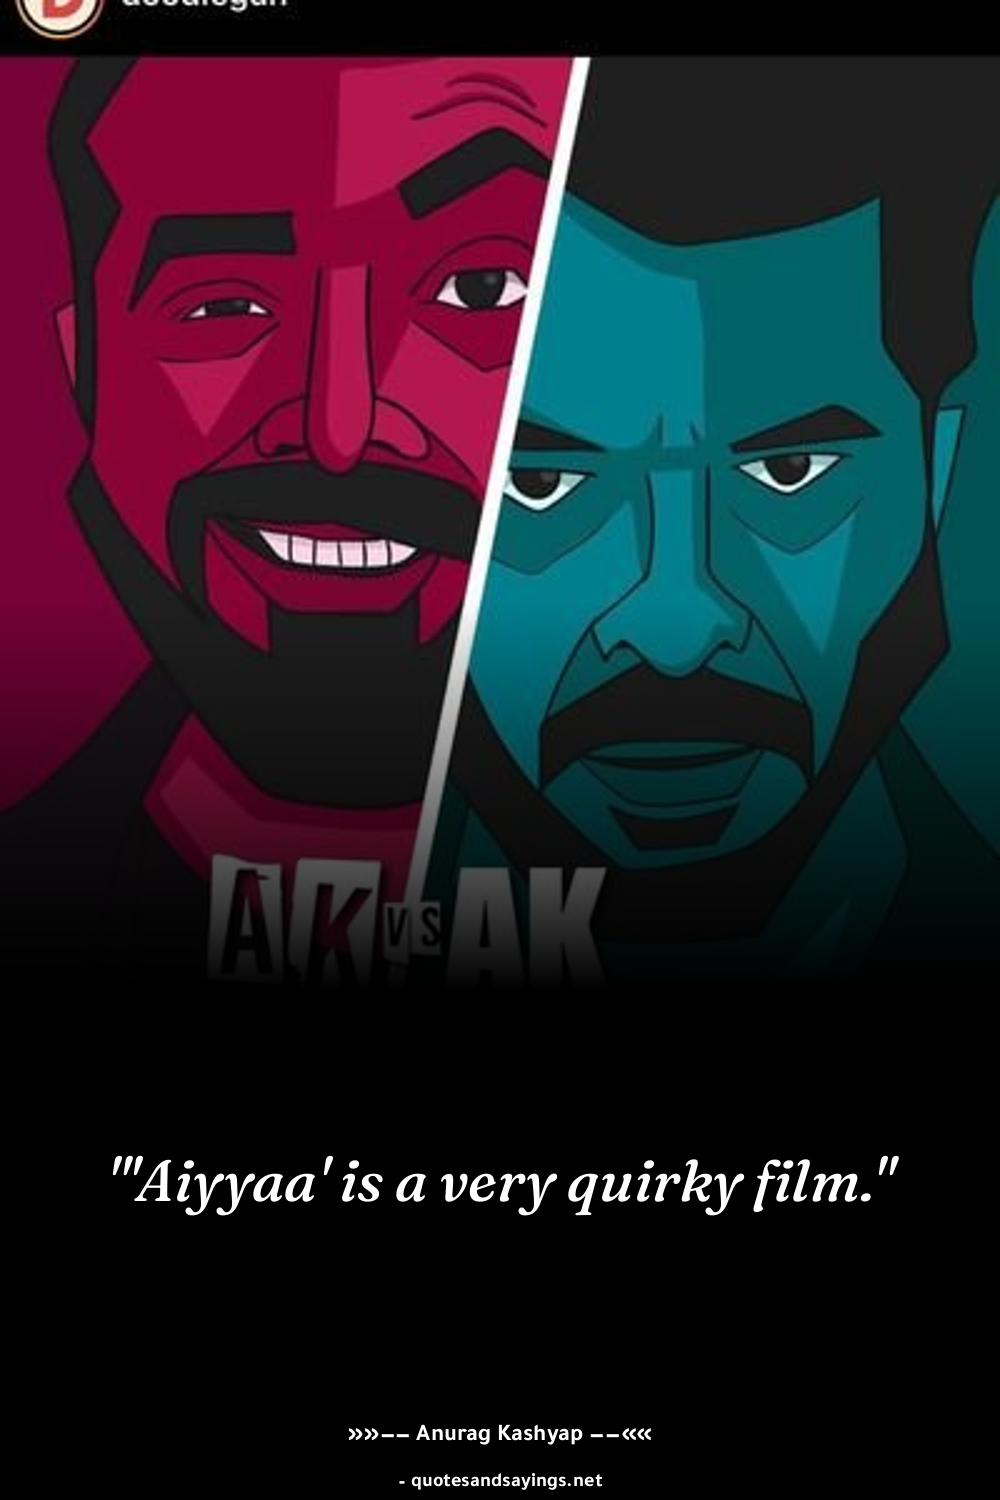 AK VS AK
"'Aiyyaa' is a very quirky film."
»»–– Anurag Kashyap ––««
- quotesandsayings.net